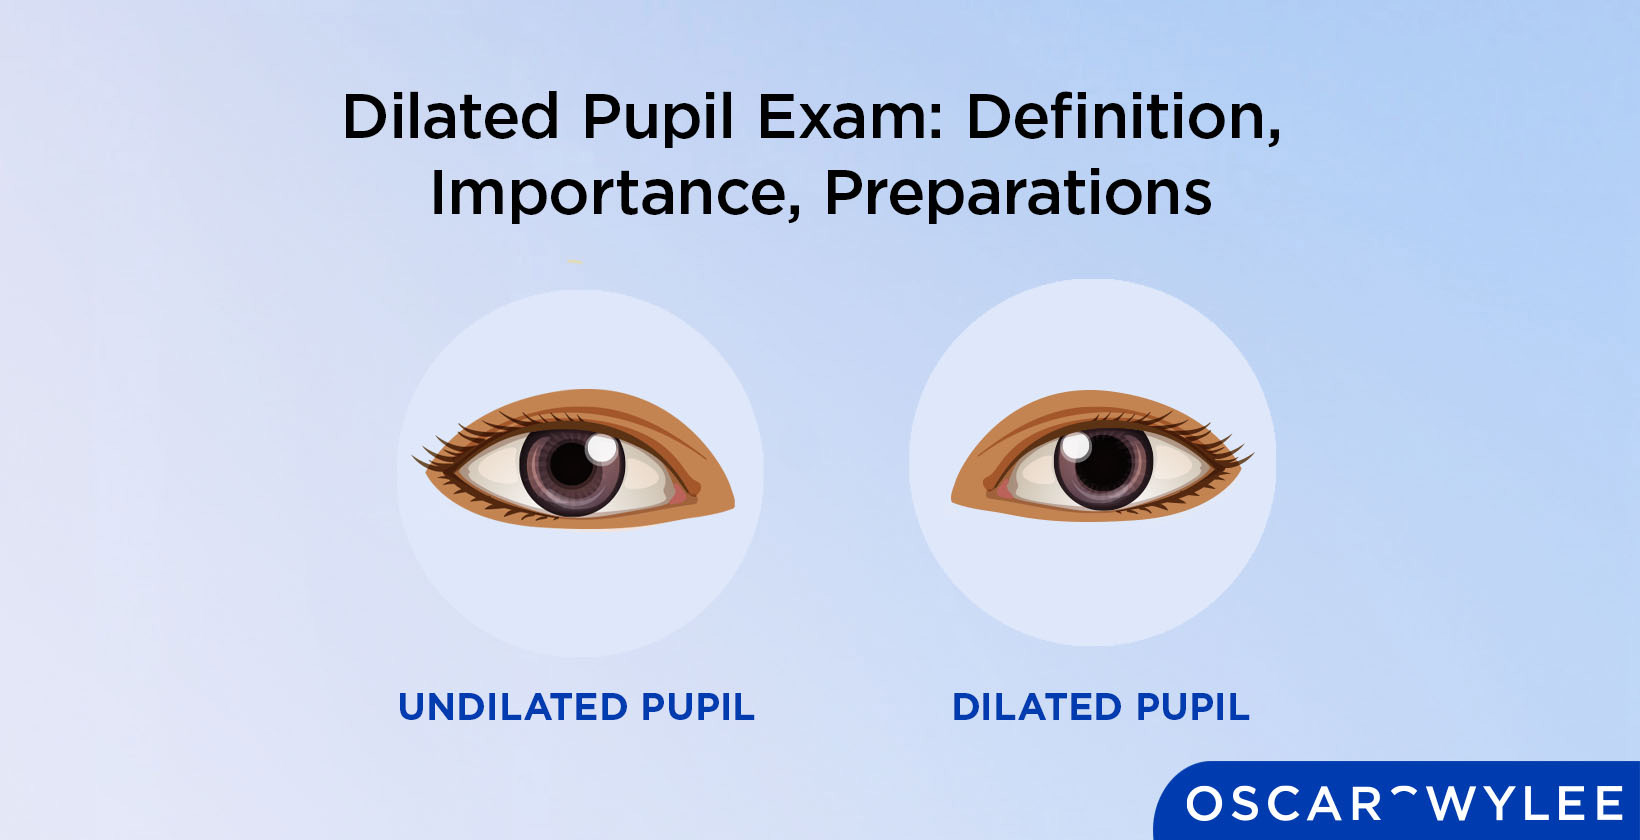 Dilated Pupil Exam: Definition,
Importance, Preparations
UNDILATED PUPIL
DILATED PUPIL
OSCAR WYLEE